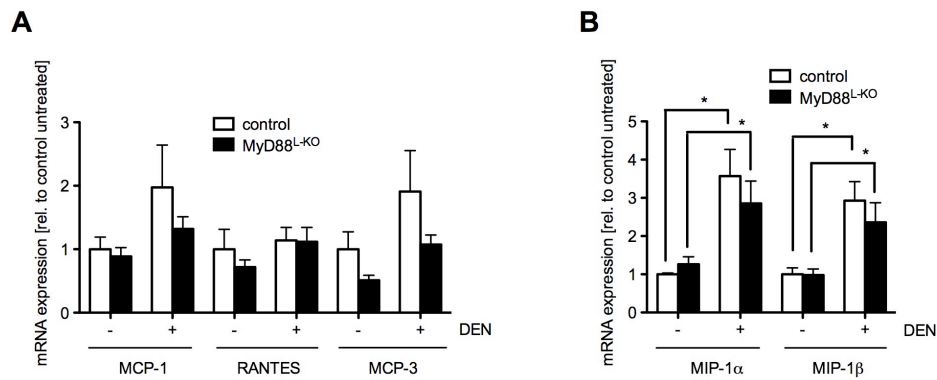 A
mRNA expression [rel. to control untreated]
control
MyD88L-KO
3
2
1
0
- + - + - + DEN
MCP-1 RANTES MCP-3
B
mRNA expression [rel. to control untreated]
control
MyD88L-KO
* * * *
5
4
3
2
1
0
- + - + DEN
MIP-1α MIP-1β